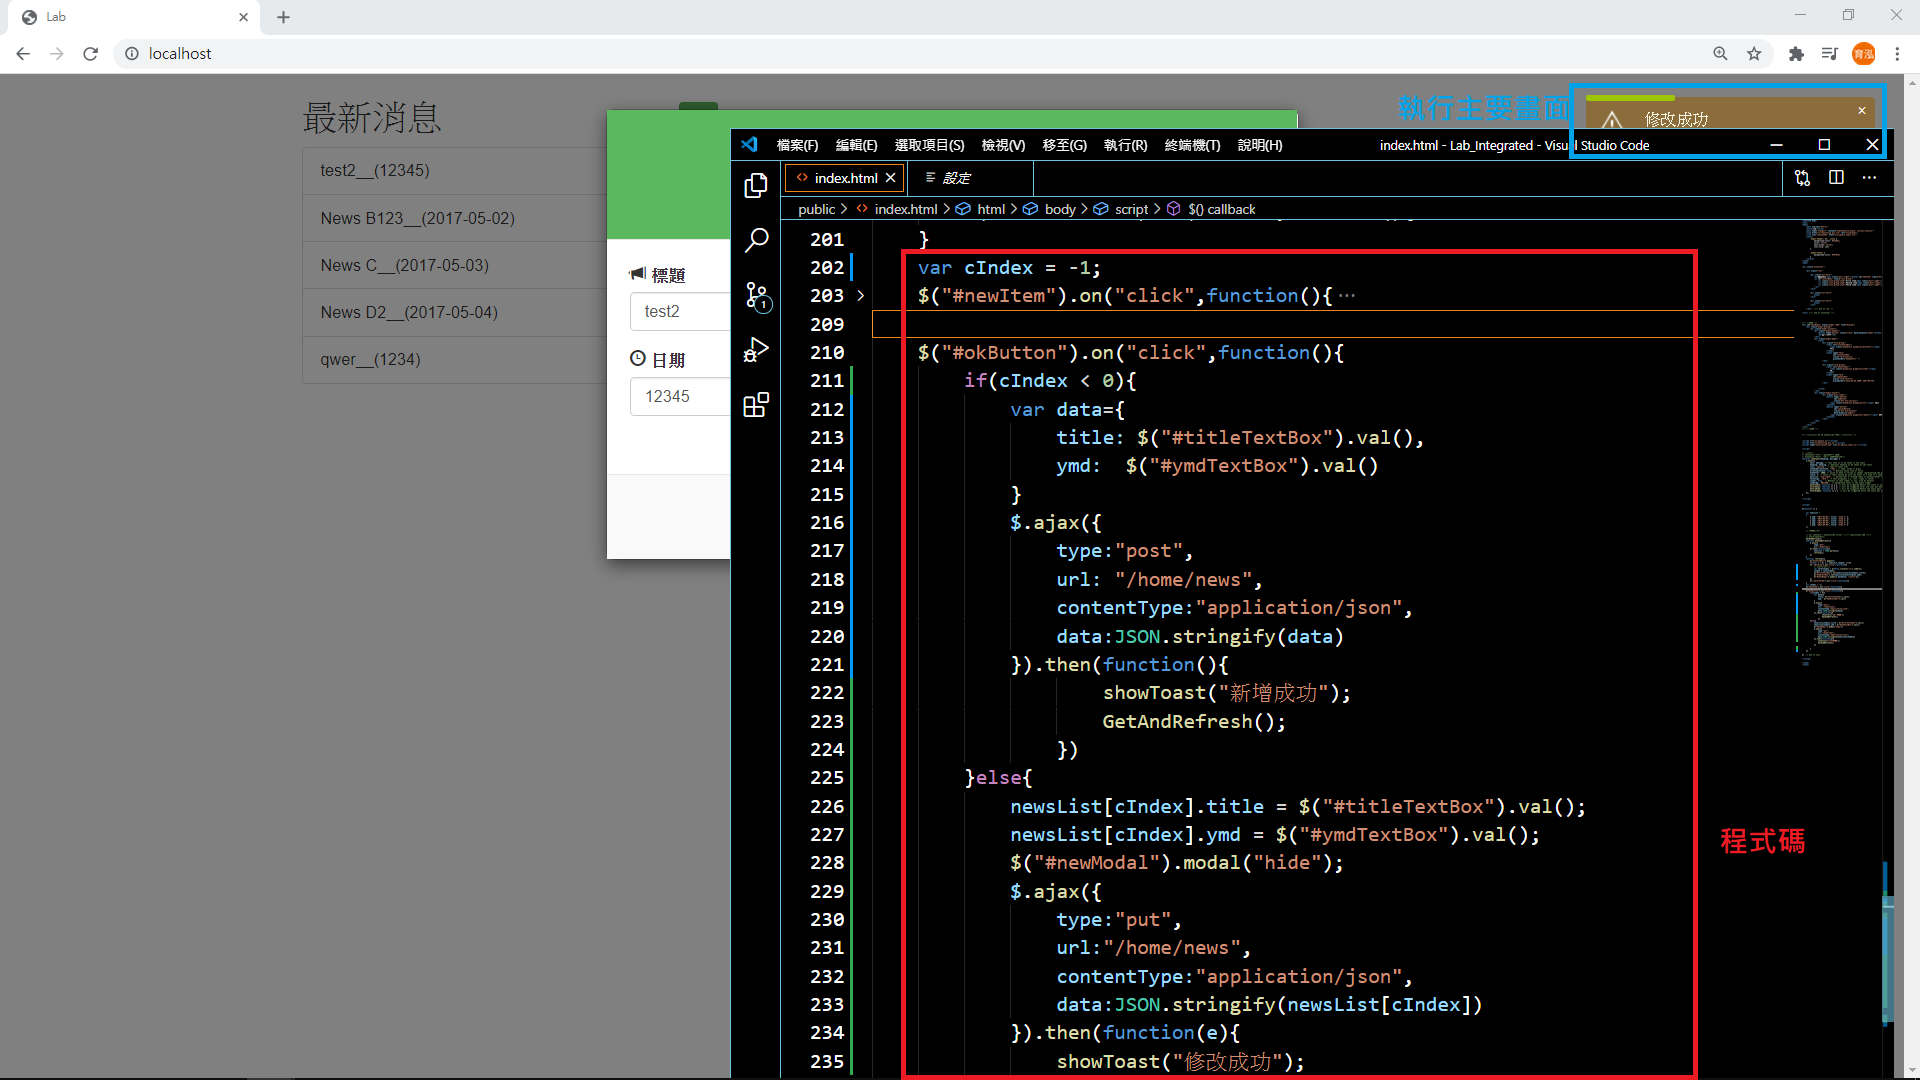 Lab
localhost
育泓
最新消息
test2__(12345)
News B123__(2017-05-02)
News C__(2017-05-03)
News D2__(2017-05-04)
qwer__(1234)
標題
test2
日期
12345
執行主要畫面
修改成功
檔案(F) 編輯(E) 選取項目(S) 檢視(V) 移至(G) 執行(R) 終端機(T) 說明(H) index.html - Lab_Integrated - Visual Studio Code
index.html 設定
public > index.html > html > body > script > $() callback
1
201 }
202 var cIndex = -1;
203 $("#newItem").on("click",function(){ ···
209
210 $("#okButton").on("click",function(){
211 if(cIndex < 0){
212 var data={
213 title: $("#titleTextBox").val(),
214 ymd: $("#ymdTextBox").val()
215 }
216 $.ajax({
217 type:"post",
218 url: "/home/news",
219 contentType:"application/json",
220 data:JSON.stringify(data)
221 }).then(function(){
222 showToast("新增成功");
223 GetAndRefresh();
224 })
225 }else{
226 newsList[cIndex].title = $("#titleTextBox").val();
227 newsList[cIndex].ymd = $("#ymdTextBox").val();
228 $("#newModal").modal("hide");
229 $.ajax({
230 type:"put",
231 url:"/home/news",
232 contentType:"application/json",
233 data:JSON.stringify(newsList[cIndex])
234 }).then(function(e){
235 showToast("修改成功");
程式碼